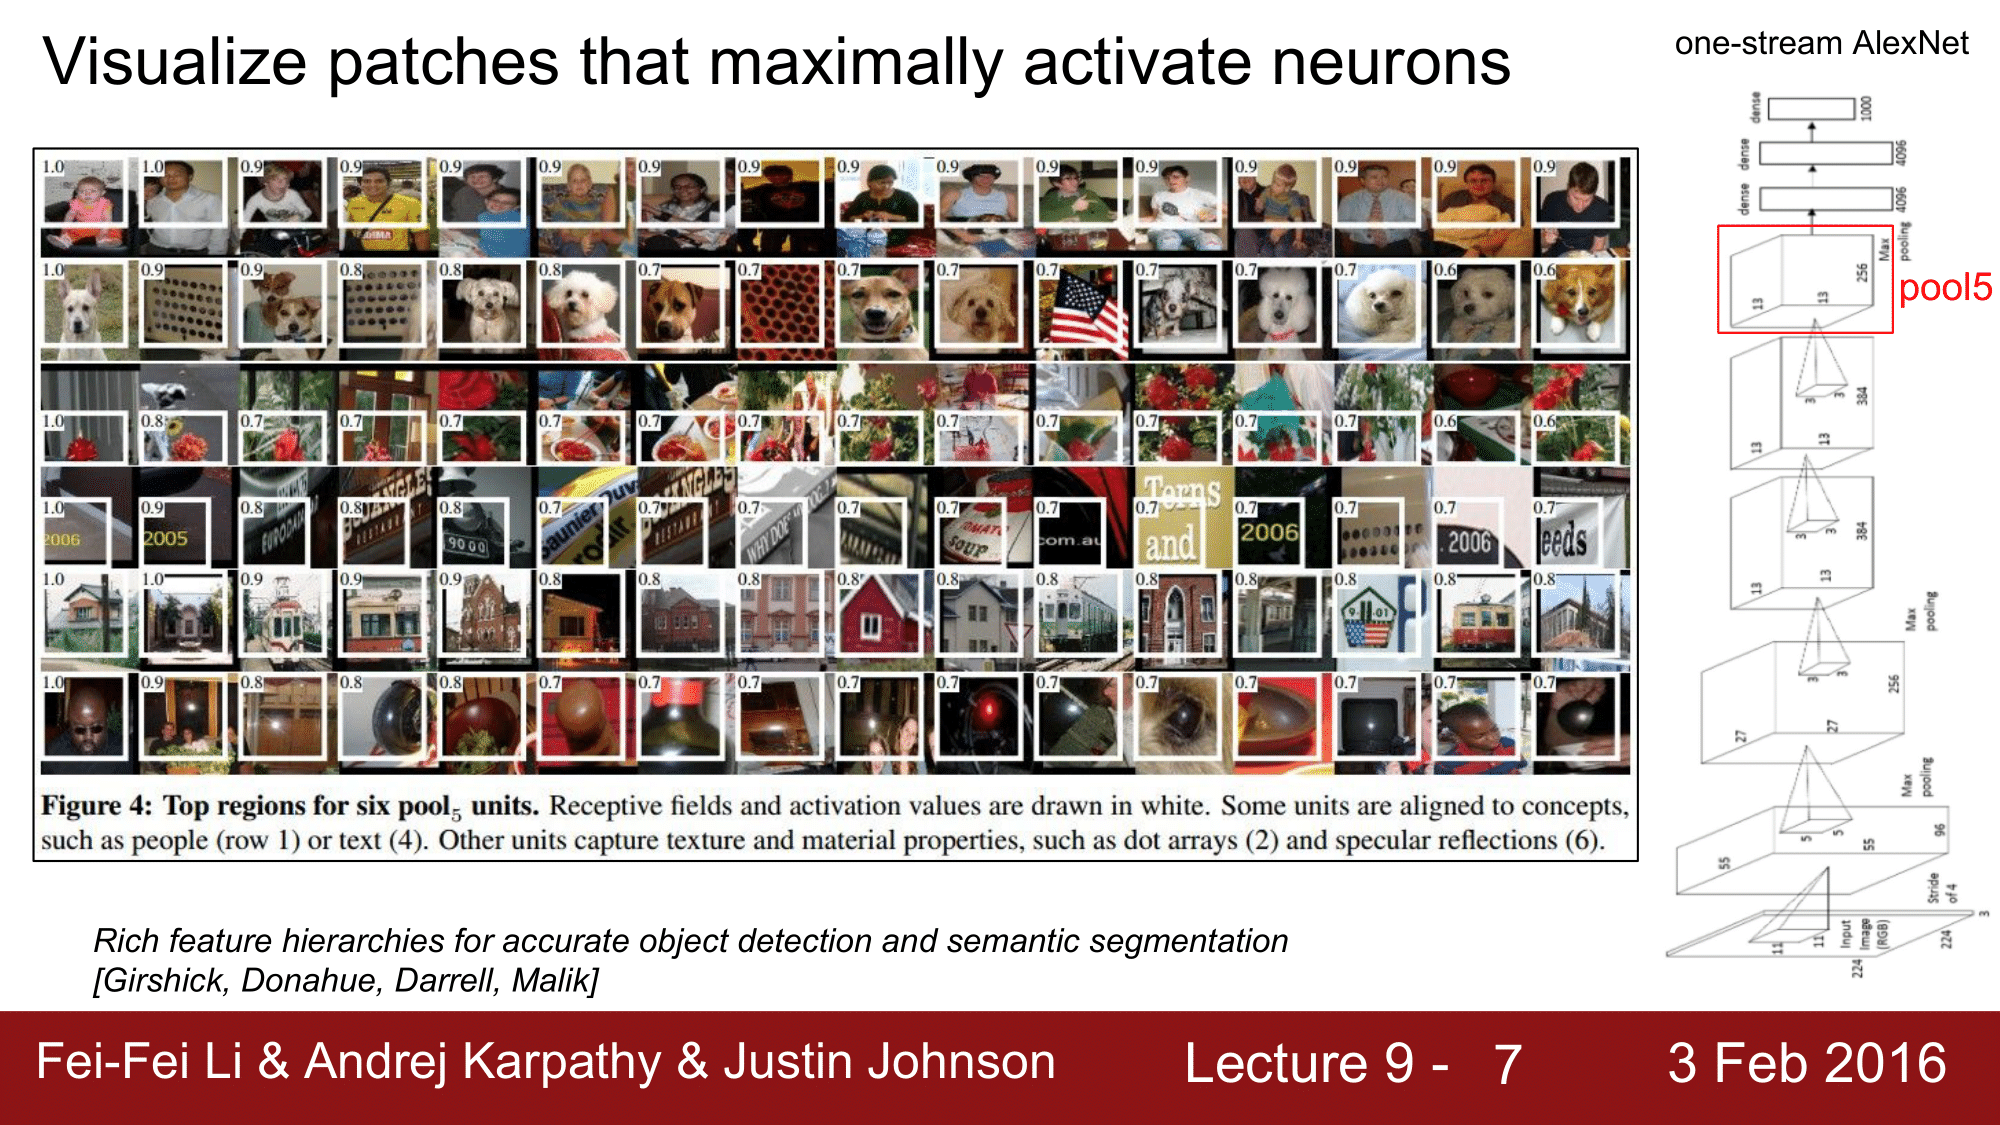 Visualize patches that maximally activate neurons
one-stream AlexNet
1.0 1.0 0.9 0.9 0.9 0.9 0.9 0.9 0.9 0.9 0.9 0.9 0.9 0.9 0.9 0.9
1.0 0.9 0.9 0.8 0.8 0.8 0.7 0.7 0.7 0.7 0.7 0.7 0.7 0.7 0.6 0.6
1.0 0.8 0.7 0.7 0.7 0.7 0.7 0.7 0.7 0.7 0.7 0.7 0.7 0.7 0.6 0.6
1.0 0.9 0.8 0.8 0.8 0.7 0.7 0.7 0.7 0.7 0.7 0.7 0.7 0.7 0.7 0.7
2006
2005
RESTAURANT
9000
RESTAURANT
WHY DOES
TOMATO
SOUP
com.au
Terns
and
2006
2006
eeds
1.0 1.0 0.9 0.9 0.9 0.8 0.8 0.8 0.8 0.8 0.8 0.8 0.8 0.8 0.8 0.8
1.0 0.9 0.8 0.8 0.8 0.7 0.7 0.7 0.7 0.7 0.7 0.7 0.7 0.7 0.7 0.7
Figure 4: Top regions for six pool5 units. Receptive fields and activation values are drawn in white. Some units are aligned to concepts,
such as people (row 1) or text (4). Other units capture texture and material properties, such as dot arrays (2) and specular reflections (6).
dense
1000
dense
4096
dense
4096
Max
pooling
256
13
13
pool5
3
3
384
13
13
3
3
384
13
13
Max
pooling
3
3
256
27
27
Max
pooling
5
5
96
55
55
Stride
of 4
11
11
Input
Image
(RGB)
224
224
3
Rich feature hierarchies for accurate object detection and semantic segmentation
[Girshick, Donahue, Darrell, Malik]
Fei-Fei Li & Andrej Karpathy & Justin Johnson
Lecture 9 - 7
3 Feb 2016